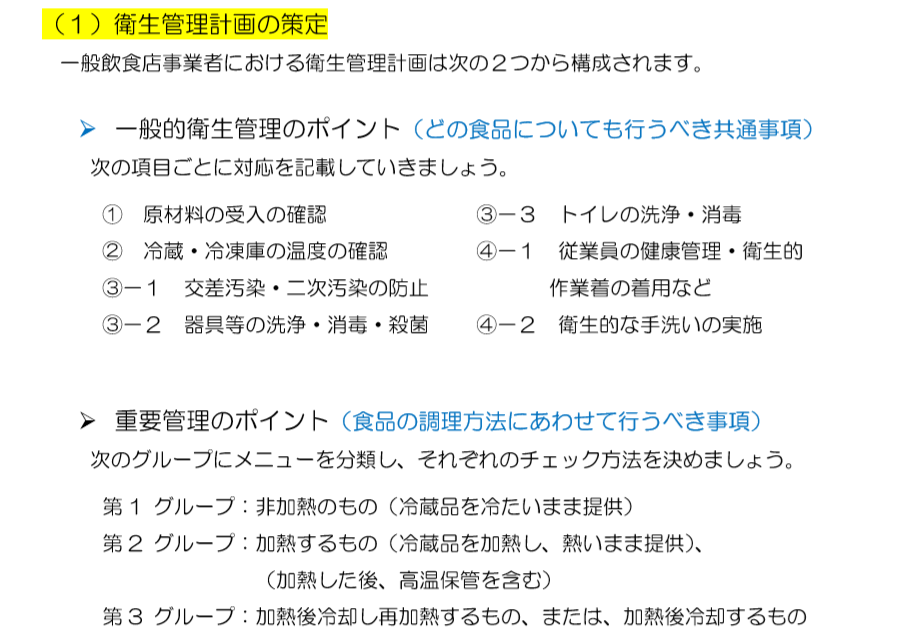 （１）衛生管理計画の策定
一般飲食店事業者における衛生管理計画は次の２つから構成されます。
➢ 一般的衛生管理のポイント（どの食品についても行うべき共通事項）
次の項目ごとに対応を記載していきましょう。
①　原材料の受入の確認
②　冷蔵・冷凍庫の温度の確認
③－１　交差汚染・二次汚染の防止
③－２　器具等の洗浄・消毒・殺菌
③－３　トイレの洗浄・消毒
④－１　従業員の健康管理・衛生的
作業着の着用など
④－２　衛生的な手洗いの実施
➢ 重要管理のポイント（食品の調理方法にあわせて行うべき事項）
次のグループにメニューを分類し、それぞれのチェック方法を決めましょう。
第１ グループ：非加熱のもの（冷蔵品を冷たいまま提供）
第２ グループ：加熱するもの（冷蔵品を加熱し、熱いまま提供）、
（加熱した後、高温保管を含む）
第３ グループ：加熱後冷却し再加熱するもの、または、加熱後冷却するもの